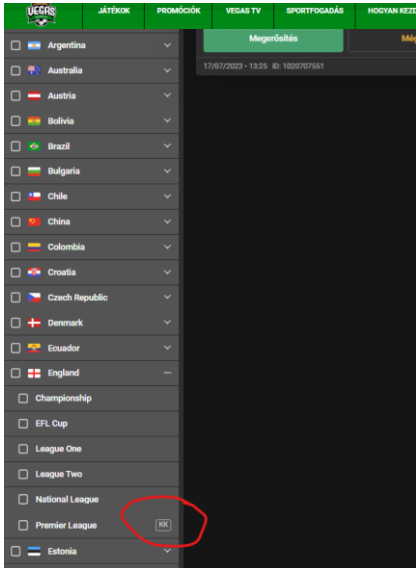 VEGAS
JÁTÉKOK
PROMÓCIÓK
VEGAS TV
SPORTFOGADÁS
HOGYAN KEZD
Argentina
Megerősítés
Még
17/07/2023 • 13:25 ID: 1020707551
Australia
Austria
Bolivia
Brazil
Bulgaria
Chile
China
Colombia
Croatia
Czech Republic
Denmark
Ecuador
England
Championship
EFL Cup
League One
League Two
National League
Premier League KK
Estonia